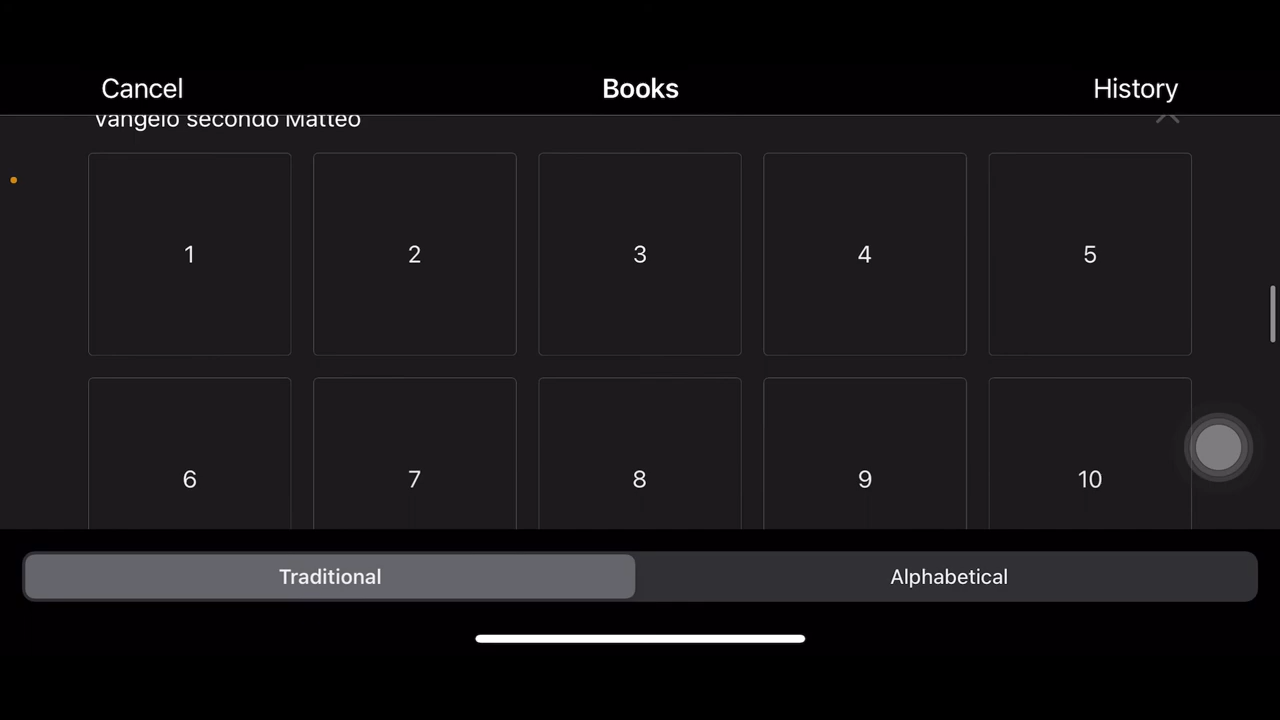 Cancel
Books
History
Vangelo secondo Matteo
1
2
3
4
5
6
7
8
9
10
Traditional
Alphabetical